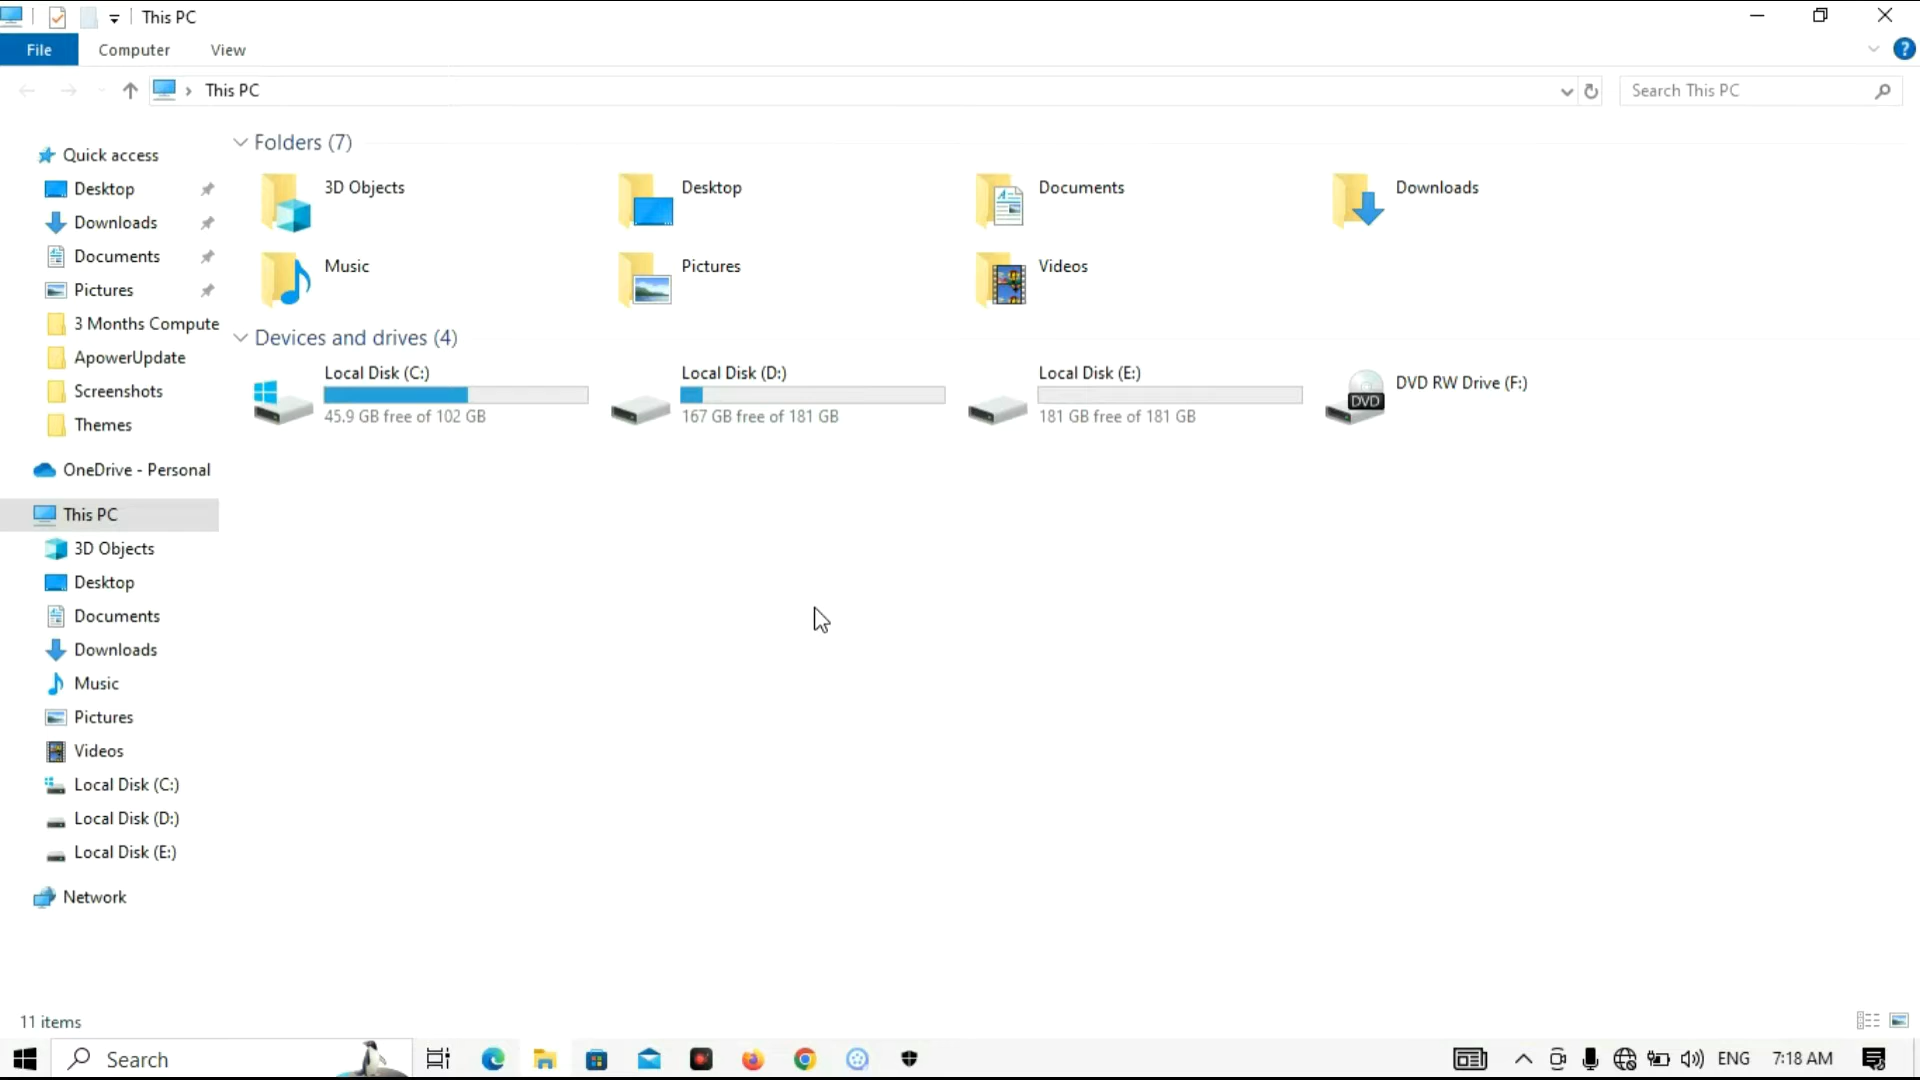 This PC
File Computer View
This PC
Search This PC
Quick access
Desktop
Downloads
Documents
Pictures
3 Months Compute
ApowerUpdate
Screenshots
Themes
OneDrive - Personal
This PC
3D Objects
Desktop
Documents
Downloads
Music
Pictures
Videos
Local Disk (C:)
Local Disk (D:)
Local Disk (E:)
Network
Folders (7)
3D Objects
Desktop
Documents
Downloads
Music
Pictures
Videos
Devices and drives (4)
Local Disk (C:)
45.9 GB free of 102 GB
Local Disk (D:)
167 GB free of 181 GB
Local Disk (E:)
181 GB free of 181 GB
DVD RW Drive (F:)
DVD
11 items
Search
ENG 7:18 AM